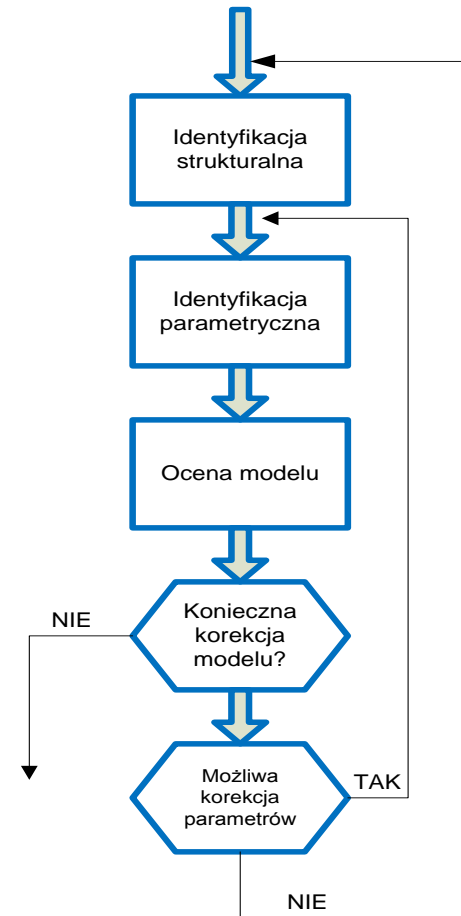 Identyfikacja
strukturalna
Identyfikacja
parametryczna
Ocena modelu
Konieczna
korekcja
modelu?
NIE
Możliwa
korekcja
parametrów
TAK
NIE